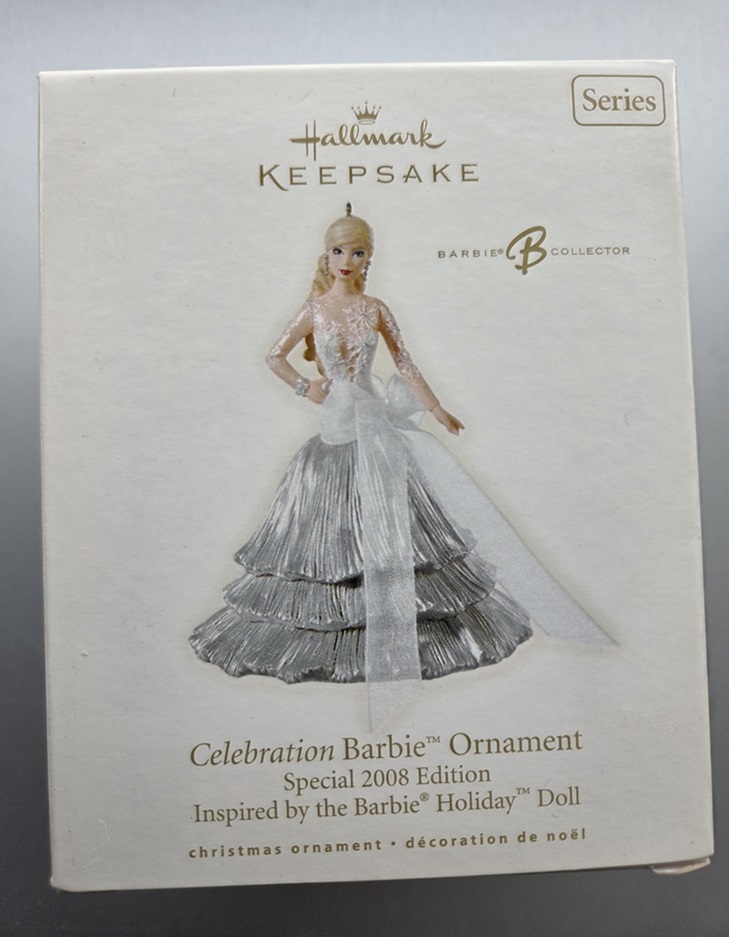 Series
Hallmark
KEEPSAKE
BARBIE® B COLLECTOR
Celebration Barbie™ Ornament
Special 2008 Edition
Inspired by the Barbie® Holiday™ Doll
christmas ornament • décoration de noël